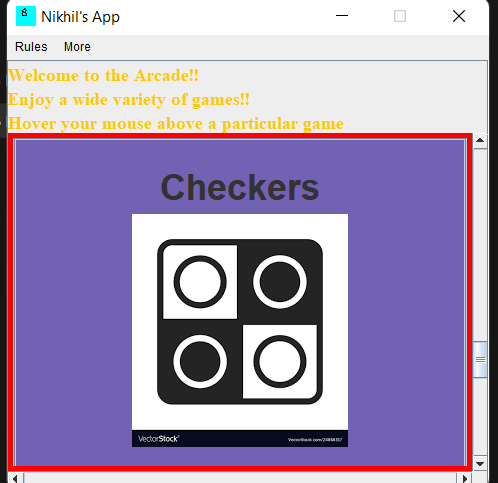 Nikhil's App
Rules More
Welcome to the Arcade!!
Enjoy a wide variety of games!!
Hover your mouse above a particular game
Checkers
VectorStock® VectorStock.com/24868317